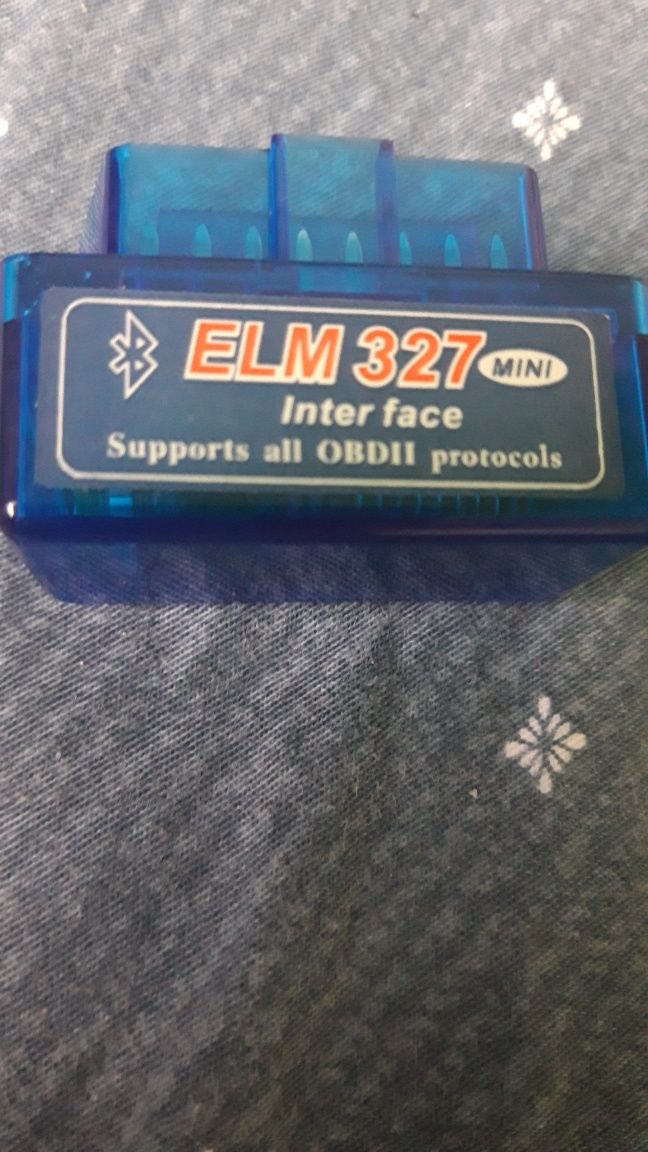 ELM 327 MINI
Inter face
Supports all OBDII protocols